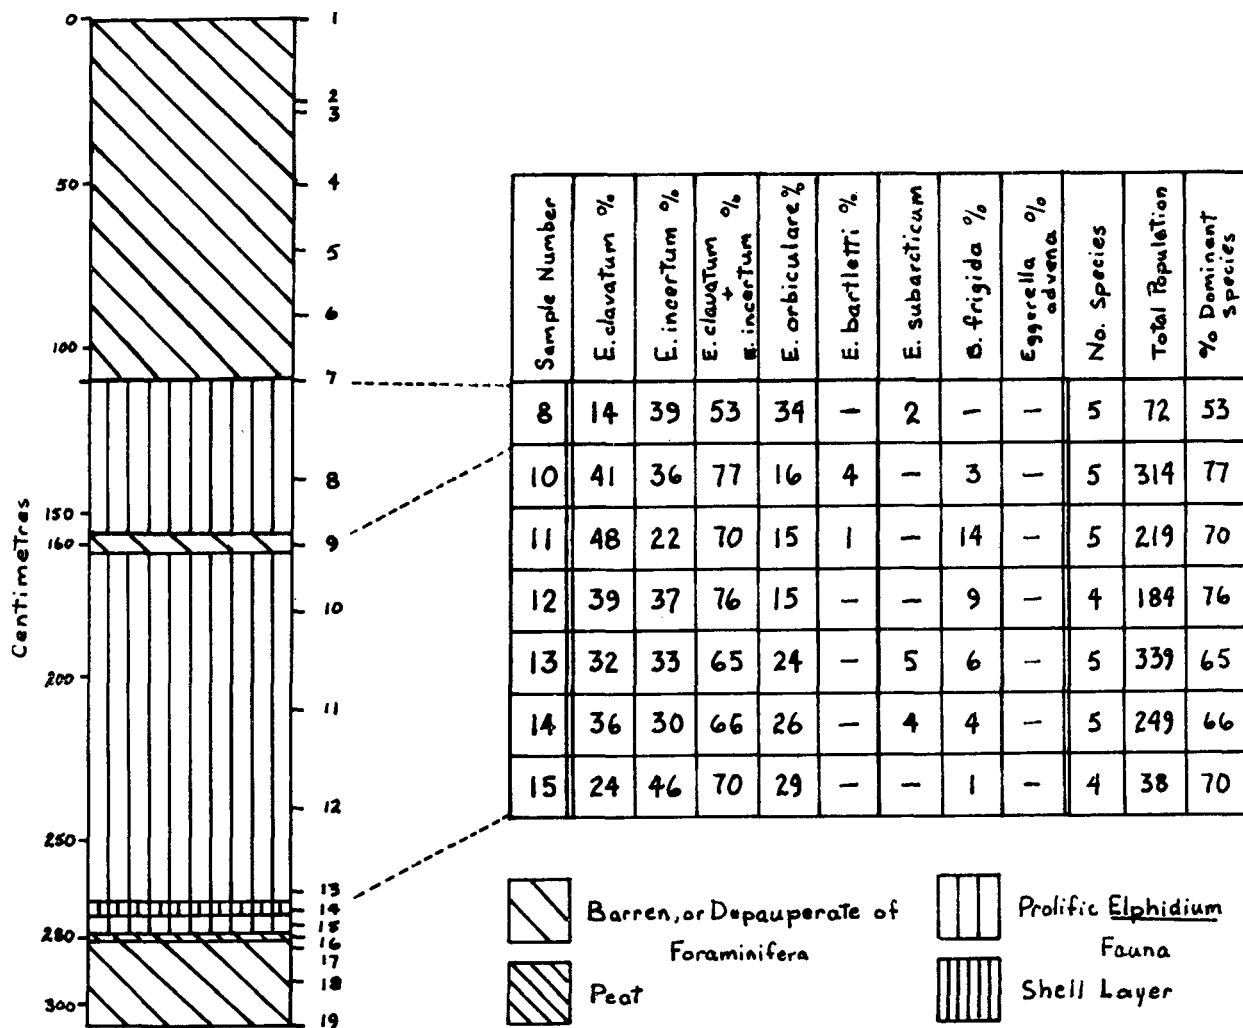 Centimetres
0
50
100
150
160
200
250
280
300
1
2
3
4
5
6
7
8
9
10
11
12
13
14
15
16
17
18
19
Sample Number | E. clavatum % | E. incertum % | E. clavatum + E. incertum % | E. orbiculare % | E. bartletti % | E. subarcticum | B. frigida % | Eggerella advena % | No. Species | Total Population | % Dominant Species
8 | 14 | 39 | 53 | 34 | – | 2 | – | – | 5 | 72 | 53
10 | 41 | 36 | 77 | 16 | 4 | – | 3 | – | 5 | 314 | 77
11 | 48 | 22 | 70 | 15 | 1 | – | 14 | – | 5 | 219 | 70
12 | 39 | 37 | 76 | 15 | – | – | 9 | – | 4 | 184 | 76
13 | 32 | 33 | 65 | 24 | – | 5 | 6 | – | 5 | 339 | 65
14 | 36 | 30 | 66 | 26 | – | 4 | 4 | – | 5 | 249 | 66
15 | 24 | 46 | 70 | 29 | – | – | 1 | – | 4 | 38 | 70
Barren, or Depauperate of
Foraminifera
Peat
Prolific Elphidium
Fauna
Shell Layer